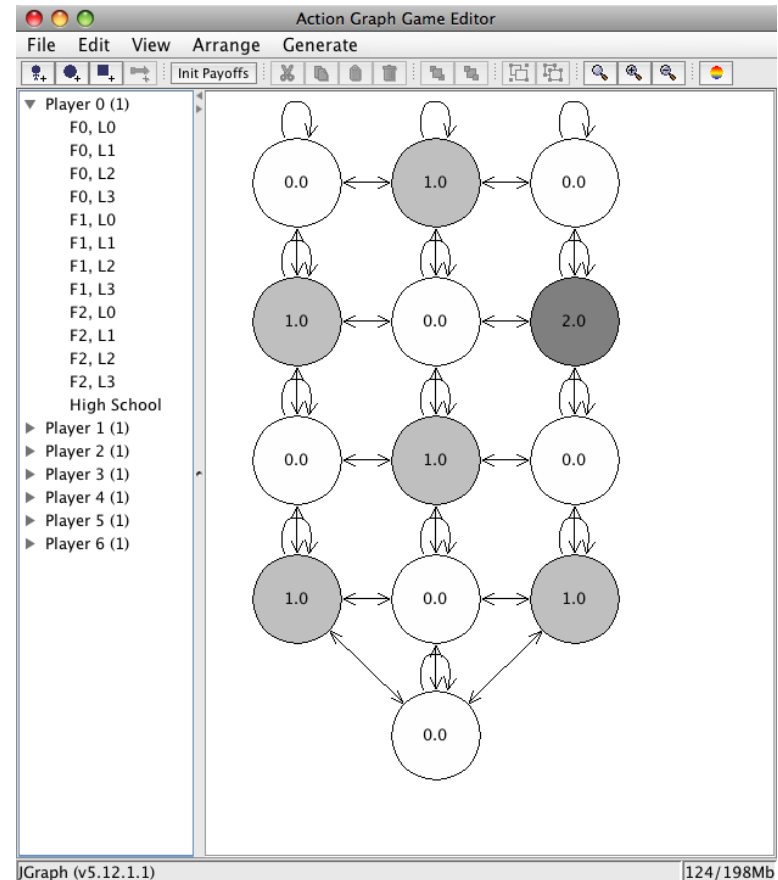 Action Graph Game Editor
File Edit View Arrange Generate
Init Payoffs
Player 0 (1)
F0, L0
F0, L1
F0, L2
F0, L3
F1, L0
F1, L1
F1, L2
F1, L3
F2, L0
F2, L1
F2, L2
F2, L3
High School
Player 1 (1)
Player 2 (1)
Player 3 (1)
Player 4 (1)
Player 5 (1)
Player 6 (1)
0.0 1.0 0.0
1.0 0.0 2.0
0.0 1.0 0.0
1.0 0.0 1.0
0.0
JGraph (v5.12.1.1) 124/198Mb